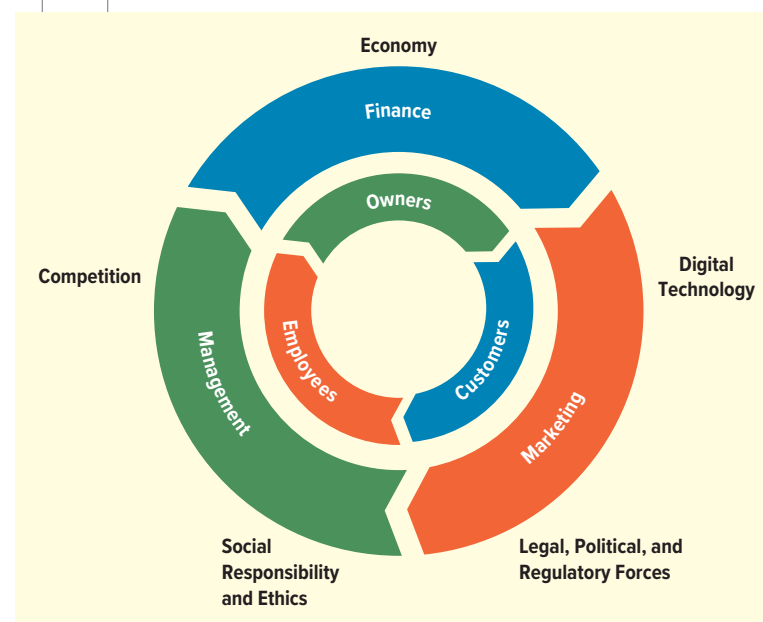 Economy
Finance
Owners
Competition
Digital
Technology
Employees
Customers
Management
Marketing
Social
Responsibility
and Ethics
Legal, Political, and
Regulatory Forces